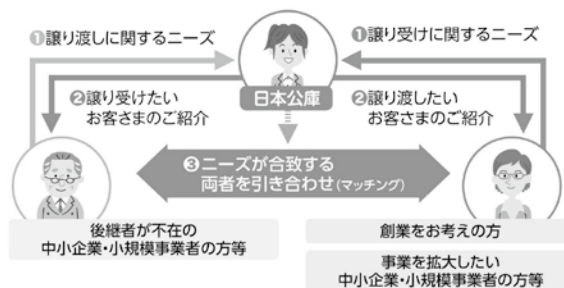 ❶譲り渡しに関するニーズ
❶譲り受けに関するニーズ
❷譲り受けたい
お客さまのご紹介
日本公庫
❷譲り渡したい
お客さまのご紹介
❸ニーズが合致する
両者を引き合わせ(マッチング)
後継者が不在の
中小企業・小規模事業者の方等
創業をお考えの方
事業を拡大したい
中小企業・小規模事業者の方等